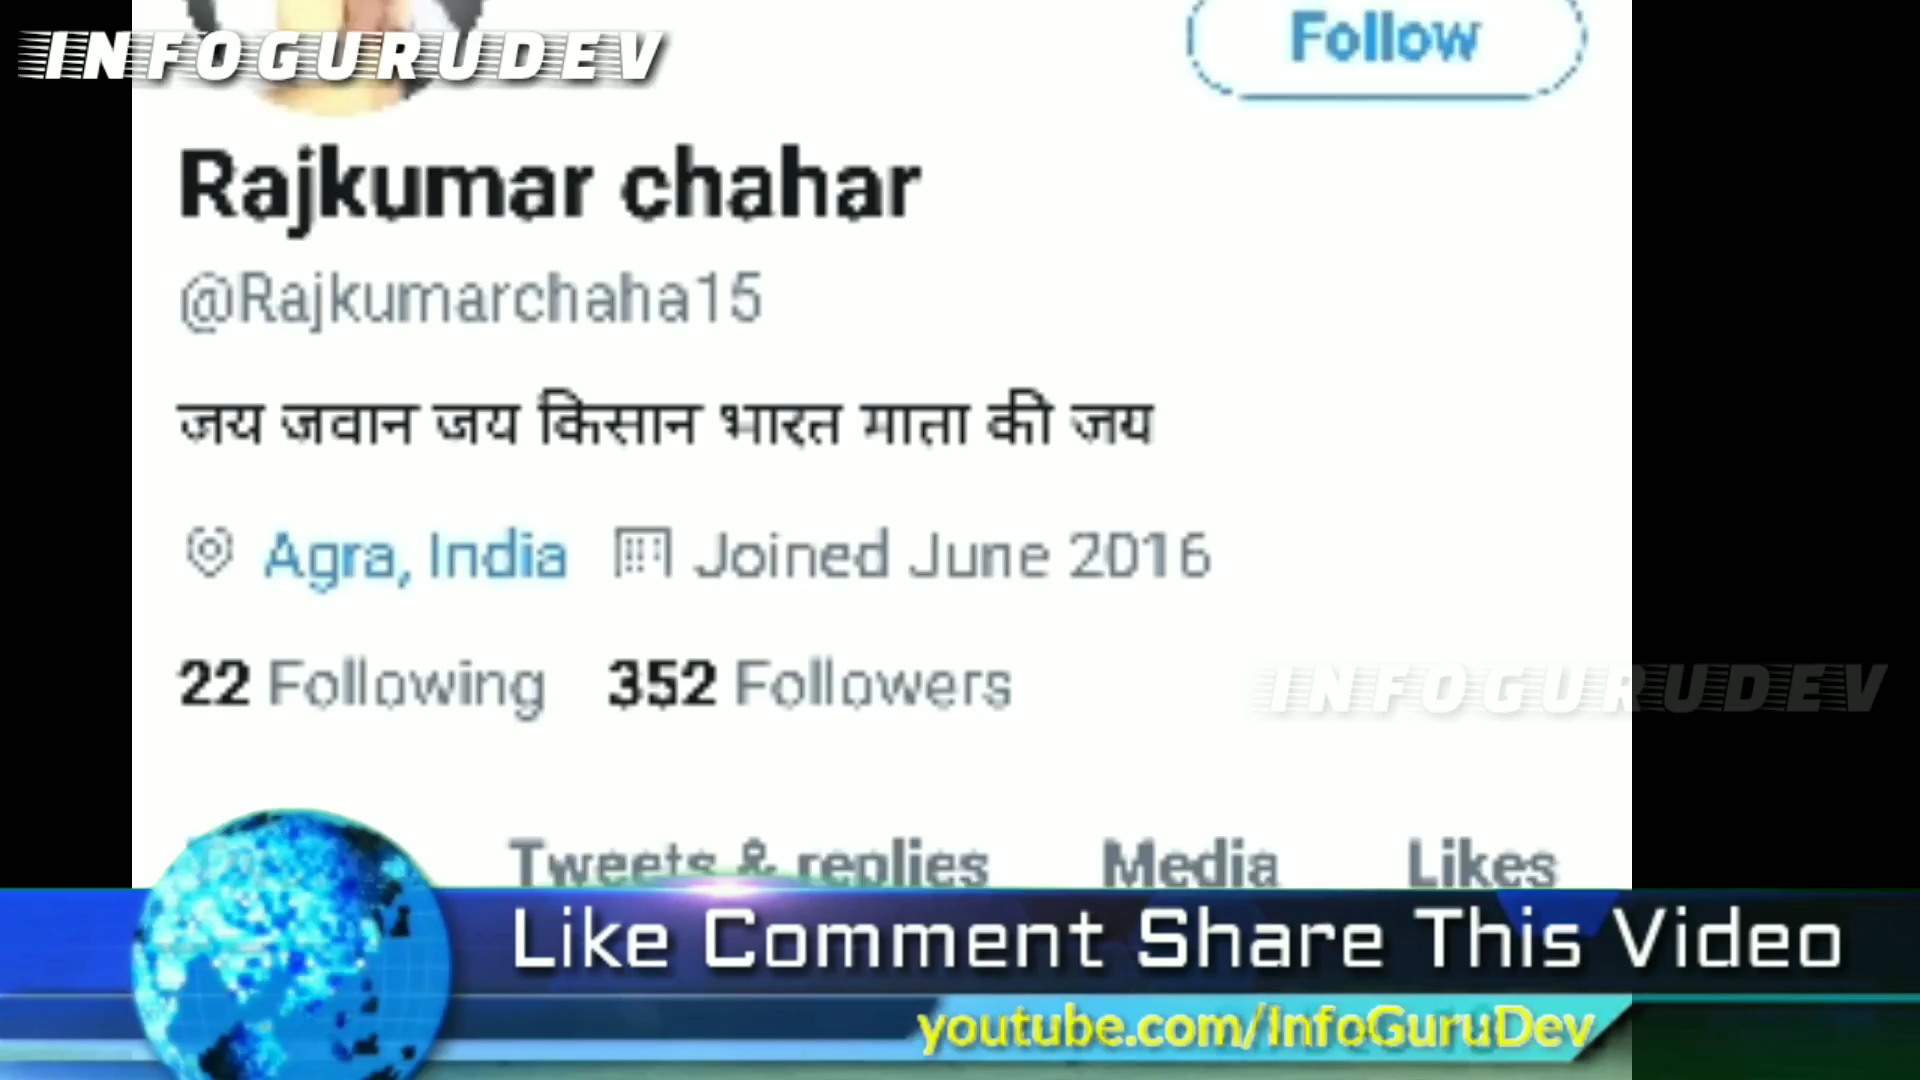 INFOGURUDEV
Follow
Rajkumar chahar
@Rajkumarchaha15
जय जवान जय किसान भारत माता की जय
Agra, India Joined June 2016
22 Following 352 Followers
INFOGURUDEV
Tweets & replies Media Likes
Like Comment Share This Video
youtube.com/InfoGuruDev